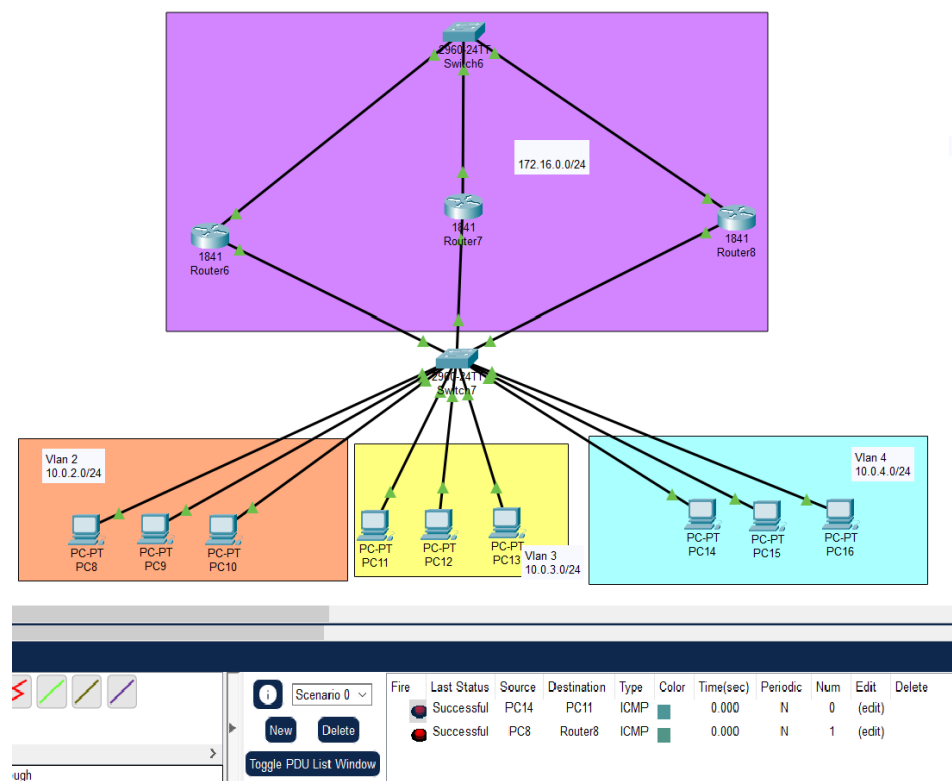 2960-24TT
Switch6
172.16.0.0/24
1841
Router7
1841
Router8
1841
Router6
2960-24TT
Switch7
Vlan 2
10.0.2.0/24
Vlan 4
10.0.4.0/24
PC-PT
PC8
PC-PT
PC9
PC-PT
PC10
PC-PT
PC11
PC-PT
PC12
PC-PT
PC13
Vlan 3
10.0.3.0/24
PC-PT
PC14
PC-PT
PC15
PC-PT
PC16
Scenario 0
New Delete
Toggle PDU List Window
Fire Last Status Source Destination Type Color Time(sec) Periodic Num Edit Delete
Successful PC14 PC11 ICMP 0.000 N 0 (edit)
Successful PC8 Router8 ICMP 0.000 N 1 (edit)